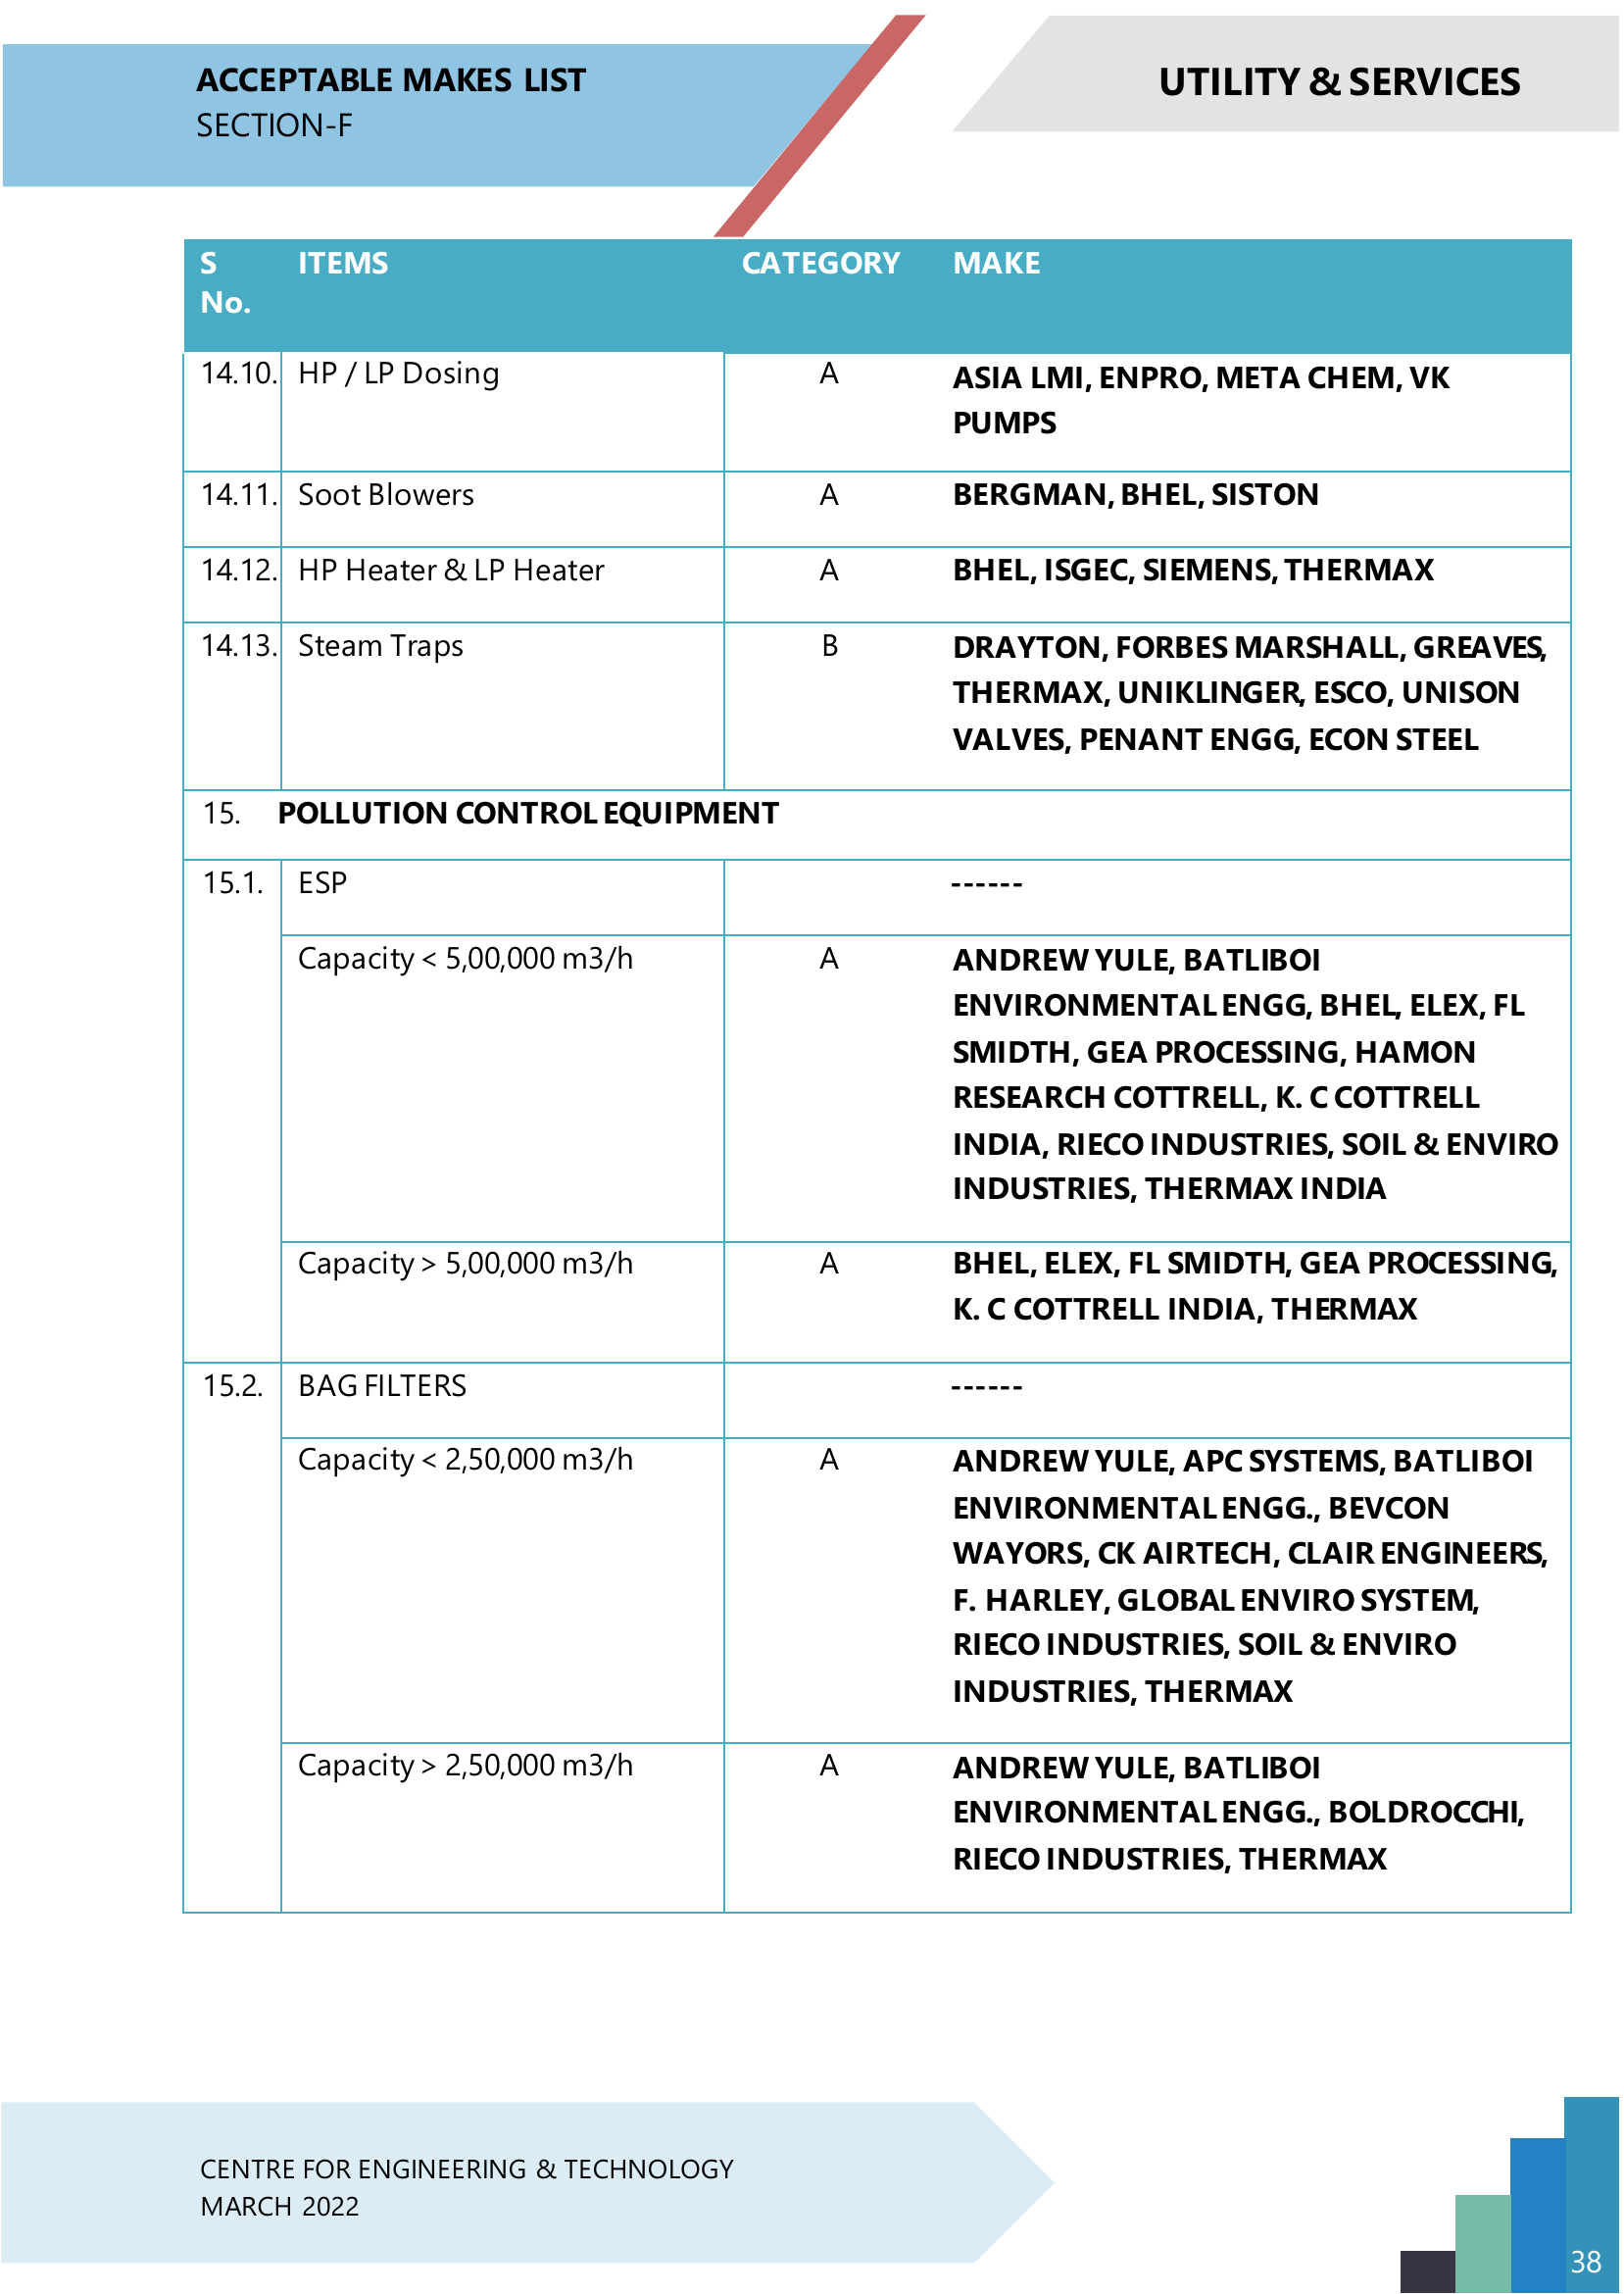 ACCEPTABLE MAKES LIST
SECTION-F
UTILITY & SERVICES
S No. ITEMS CATEGORY MAKE
14.10. HP / LP Dosing A ASIA LMI, ENPRO, META CHEM, VK
PUMPS
14.11. Soot Blowers A BERGMAN, BHEL, SISTON
14.12. HP Heater & LP Heater A BHEL, ISGEC, SIEMENS, THERMAX
14.13. Steam Traps B DRAYTON, FORBES MARSHALL, GREAVES,
THERMAX, UNIKLINGER, ESCO, UNISON
VALVES, PENANT ENGG, ECON STEEL
15. POLLUTION CONTROL EQUIPMENT
15.1. ESP ------
Capacity < 5,00,000 m3/h A ANDREW YULE, BATLIBOI
ENVIRONMENTAL ENGG, BHEL, ELEX, FL
SMIDTH, GEA PROCESSING, HAMON
RESEARCH COTTRELL, K. C COTTRELL
INDIA, RIECO INDUSTRIES, SOIL & ENVIRO
INDUSTRIES, THERMAX INDIA
Capacity > 5,00,000 m3/h A BHEL, ELEX, FL SMIDTH, GEA PROCESSING,
K. C COTTRELL INDIA, THERMAX
15.2. BAG FILTERS ------
Capacity < 2,50,000 m3/h A ANDREW YULE, APC SYSTEMS, BATLIBOI
ENVIRONMENTAL ENGG., BEVCON
WAYORS, CK AIRTECH, CLAIR ENGINEERS,
F. HARLEY, GLOBAL ENVIRO SYSTEM,
RIECO INDUSTRIES, SOIL & ENVIRO
INDUSTRIES, THERMAX
Capacity > 2,50,000 m3/h A ANDREW YULE, BATLIBOI
ENVIRONMENTAL ENGG., BOLDROCCHI,
RIECO INDUSTRIES, THERMAX
CENTRE FOR ENGINEERING & TECHNOLOGY
MARCH 2022
38